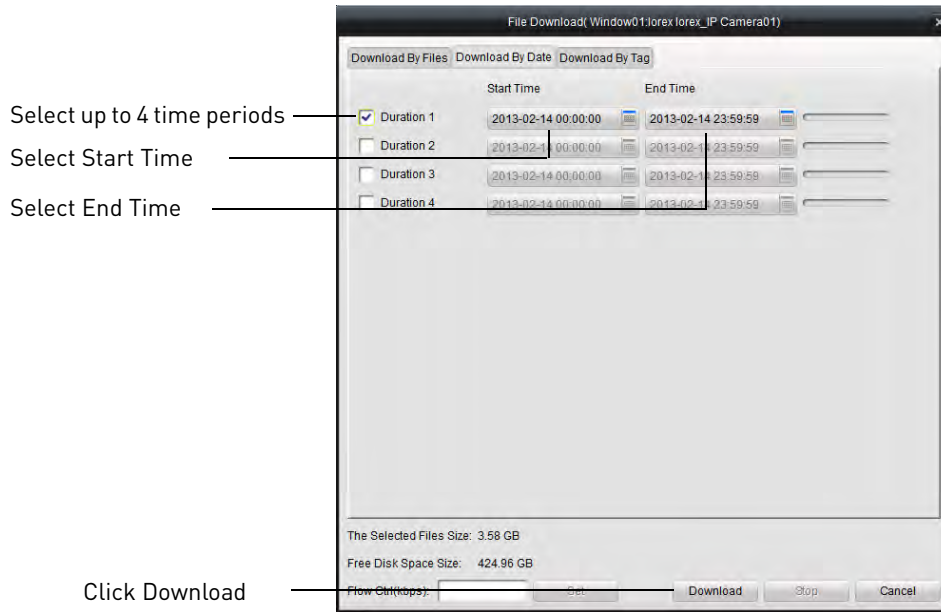 File Download( Window01:lorex lorex_IP Camera01)
Download By Files Download By Date Download By Tag
Start Time End Time
Select up to 4 time periods
Duration 1 2013-02-14 00:00:00 2013-02-14 23:59:59
Duration 2 2013-02-14 00:00:00 2013-02-14 23:59:59
Select Start Time
Duration 3 2013-02-14 00:00:00 2013-02-14 23:59:59
Select End Time
Duration 4 2013-02-14 00:00:00 2013-02-14 23:59:59
The Selected Files Size: 3.58 GB
Free Disk Space Size: 424.96 GB
Click Download
Flow Ctrl(kbps): Set Download Stop Cancel